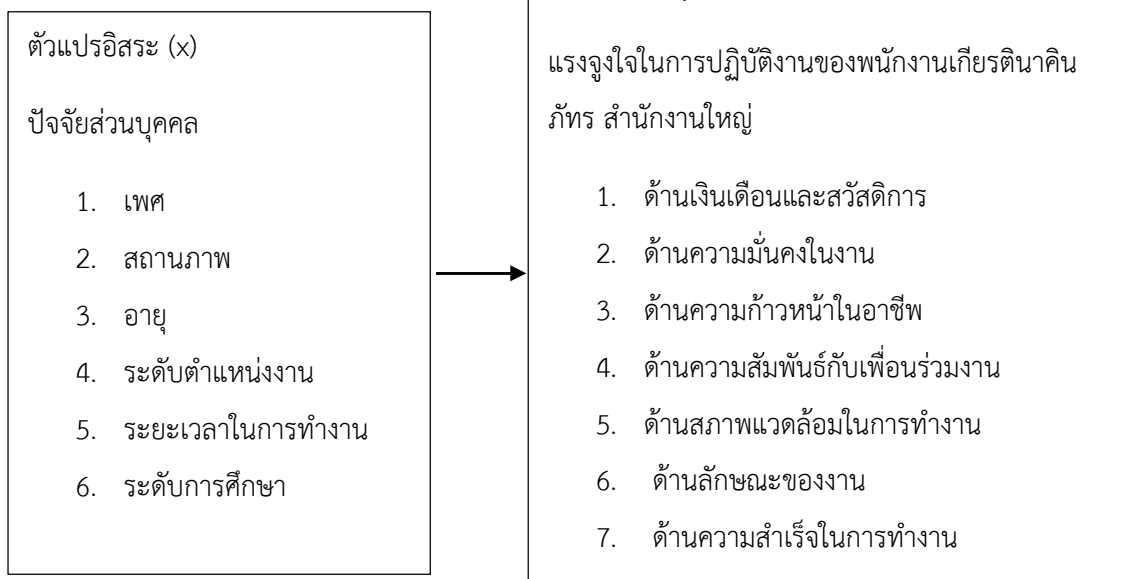 ตัวแปรอิสระ (x)
ปัจจัยส่วนบุคคล
1. เพศ
2. สถานภาพ
3. อายุ
4. ระดับตำแหน่งงาน
5. ระยะเวลาในการทำงาน
6. ระดับการศึกษา
แรงจูงใจในการปฏิบัติงานของพนักงานเกียรตินาคิน
ภัทร สำนักงานใหญ่
1. ด้านเงินเดือนและสวัสดิการ
2. ด้านความมั่นคงในงาน
3. ด้านความก้าวหน้าในอาชีพ
4. ด้านความสัมพันธ์กับเพื่อนร่วมงาน
5. ด้านสภาพแวดล้อมในการทำงาน
6. ด้านลักษณะของงาน
7. ด้านความสำเร็จในการทำงาน